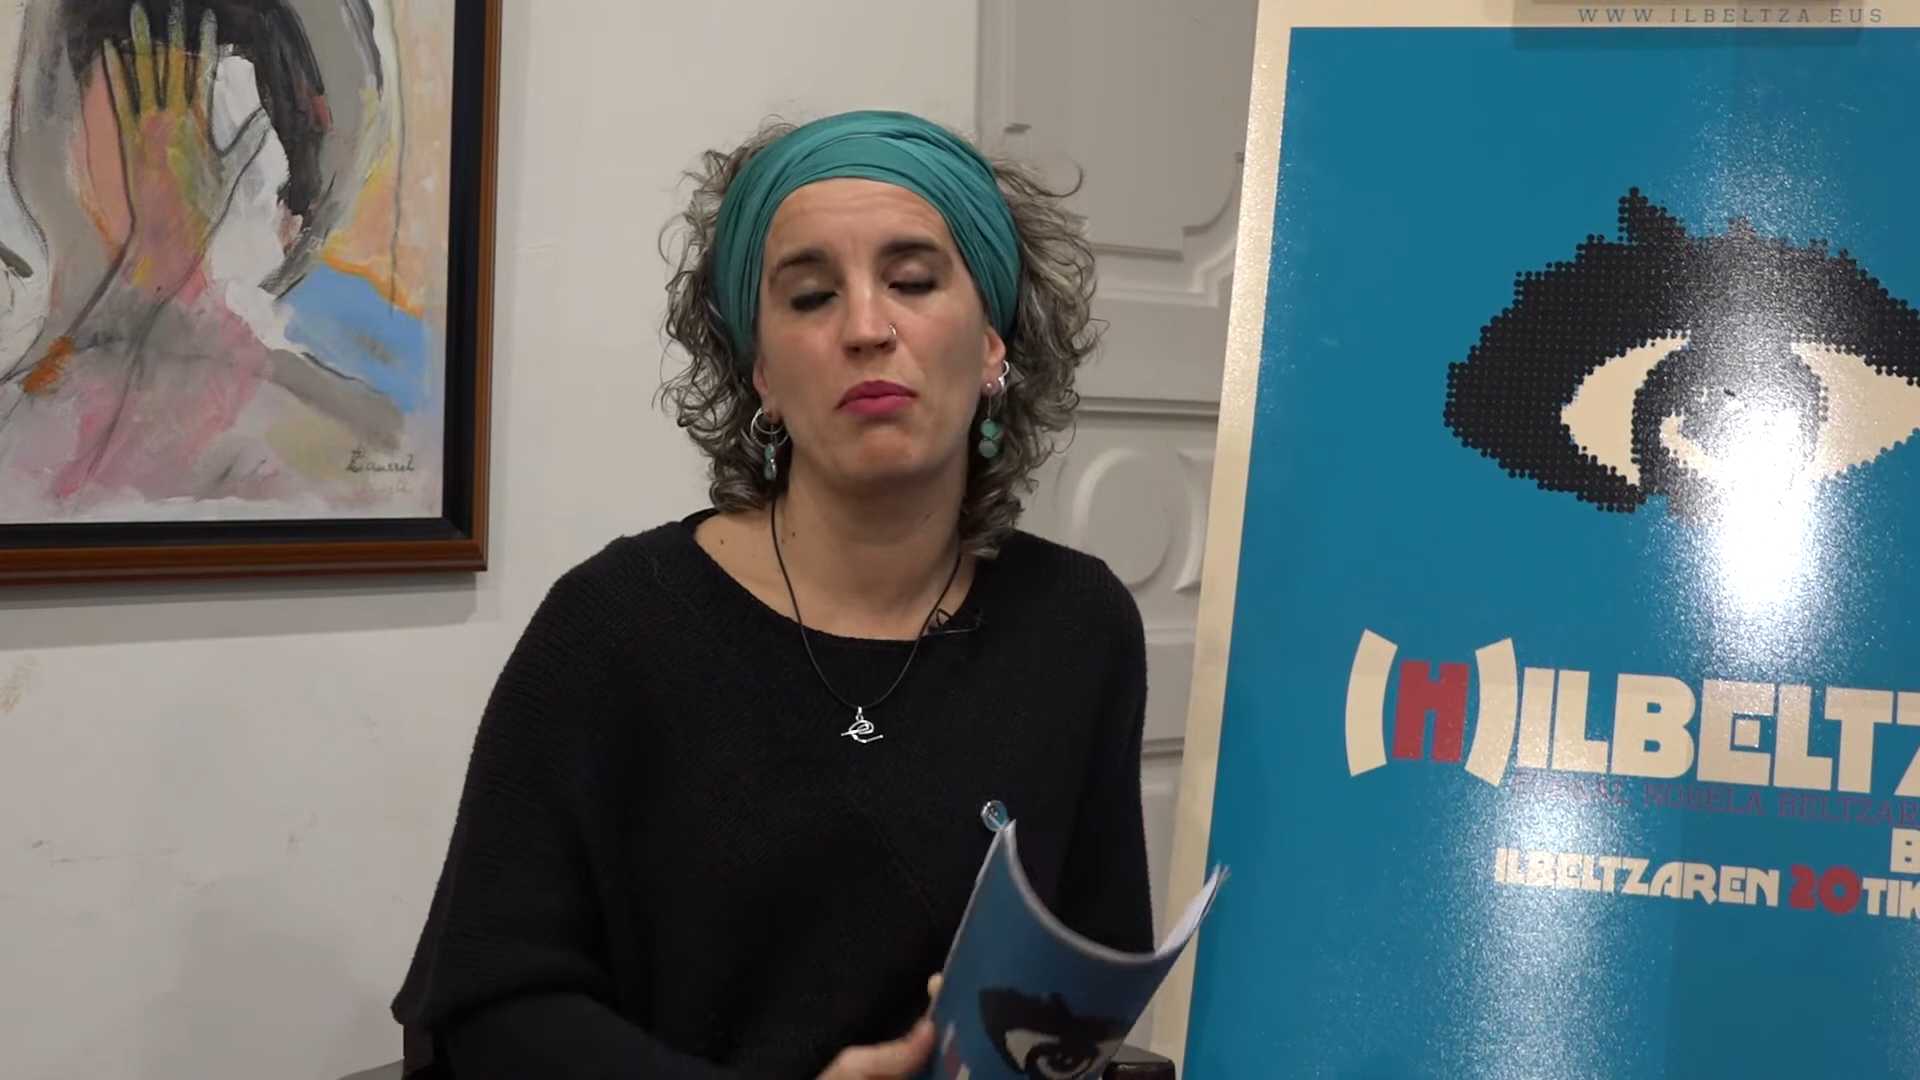 WWW.ILBELTZA.EUS
(H)ILBELTZ
EUSKAL NOBELA BELTZAR
B
ILBELTZAREN 20TIK